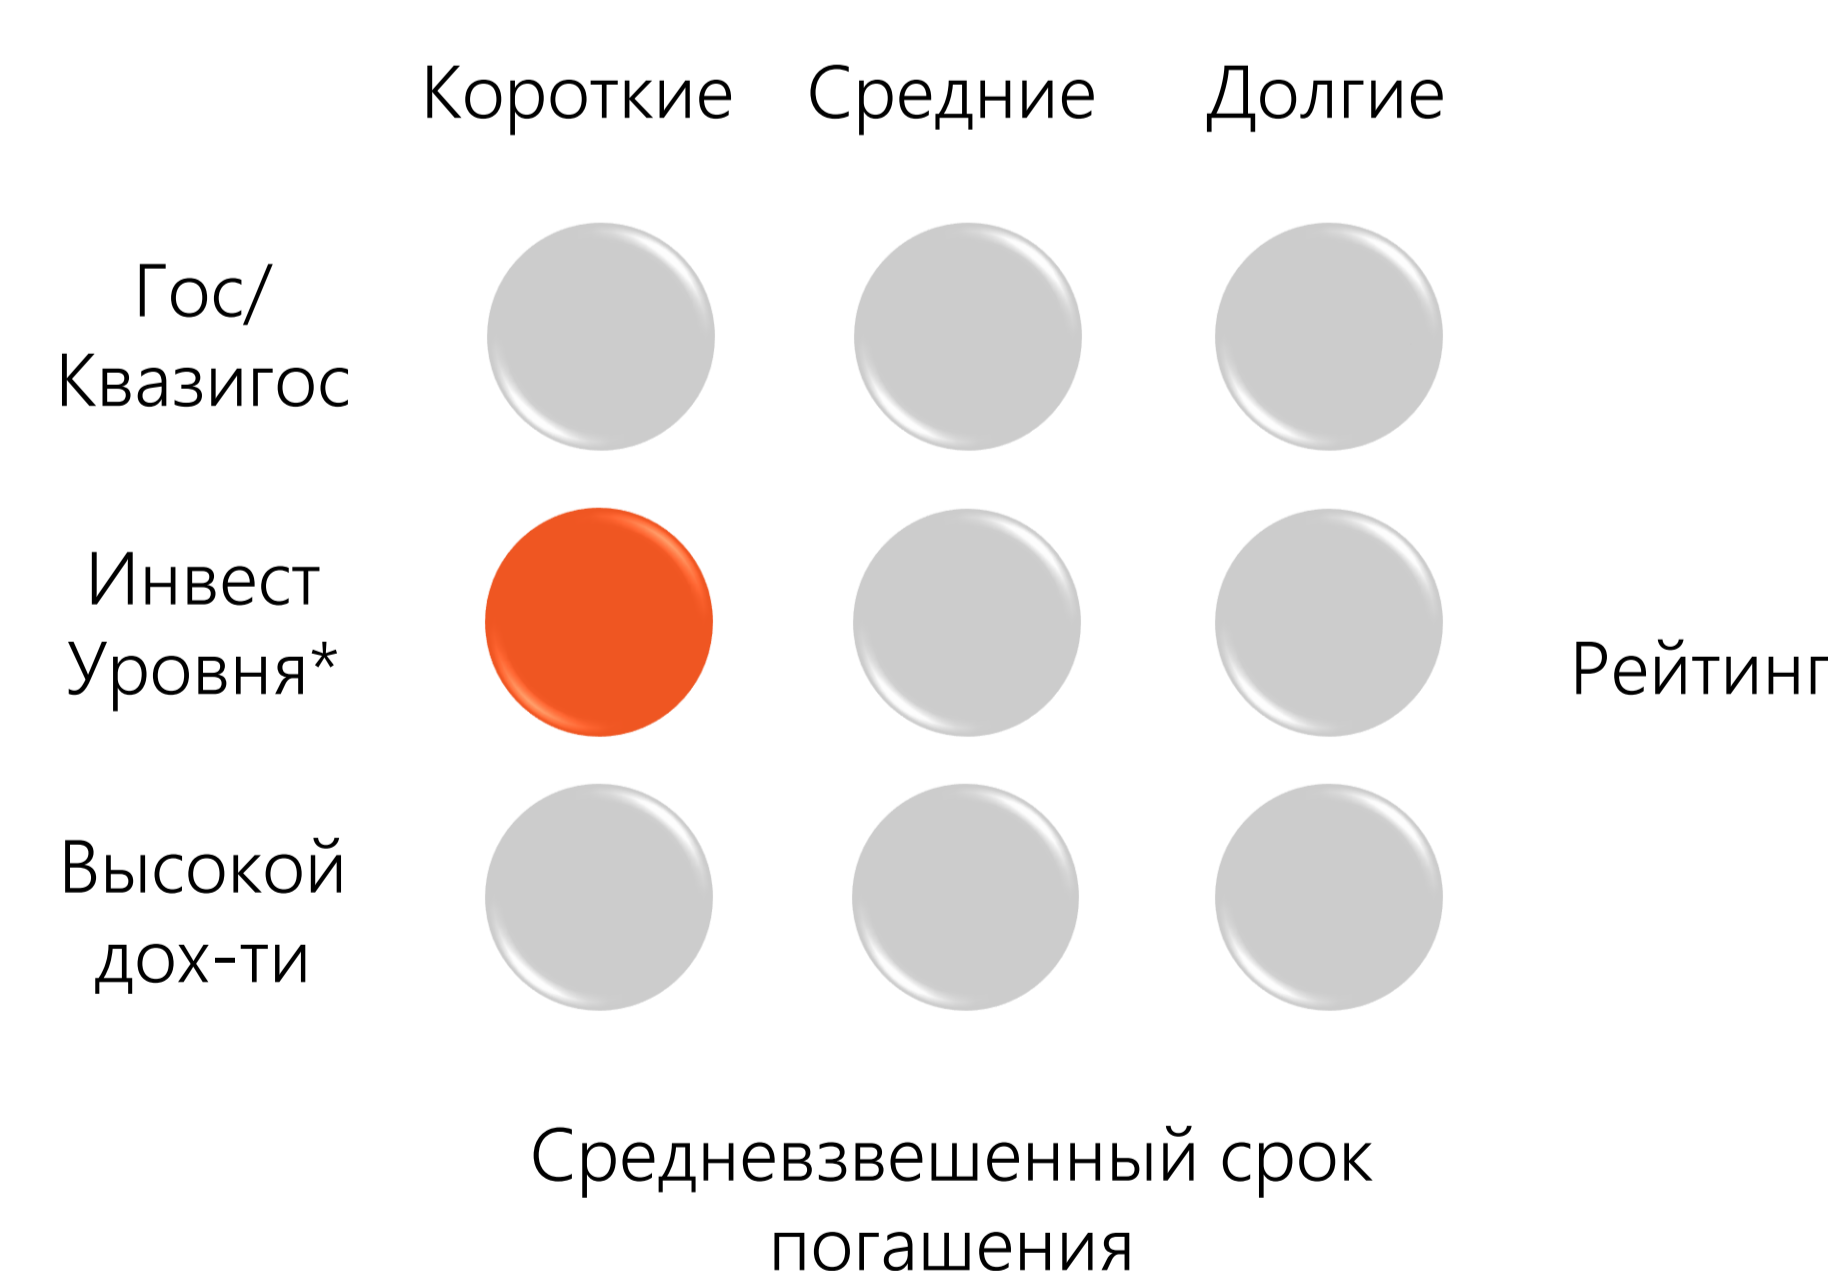 Короткие Средние Долгие
Гос/
Квазигос
Инвест
Уровня*
Рейтинг
Высокой
дох-ти
Средневзвешенный срок
погашения